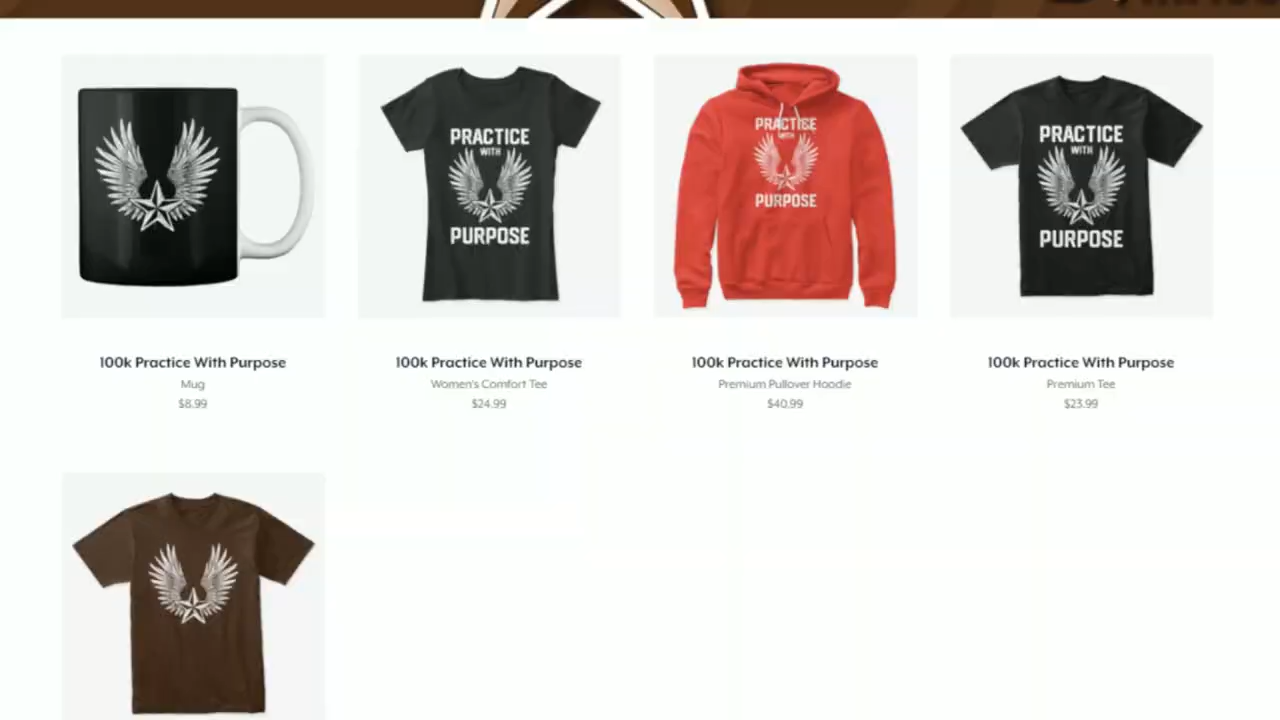 PRACTICE
WITH
PURPOSE
PRACTICE
WITH
PURPOSE
PRACTICE
WITH
PURPOSE
100k Practice With Purpose
Mug
$8.99
100k Practice With Purpose
Women's Comfort Tee
$24.99
100k Practice With Purpose
Premium Pullover Hoodie
$40.99
100k Practice With Purpose
Premium Tee
$23.99